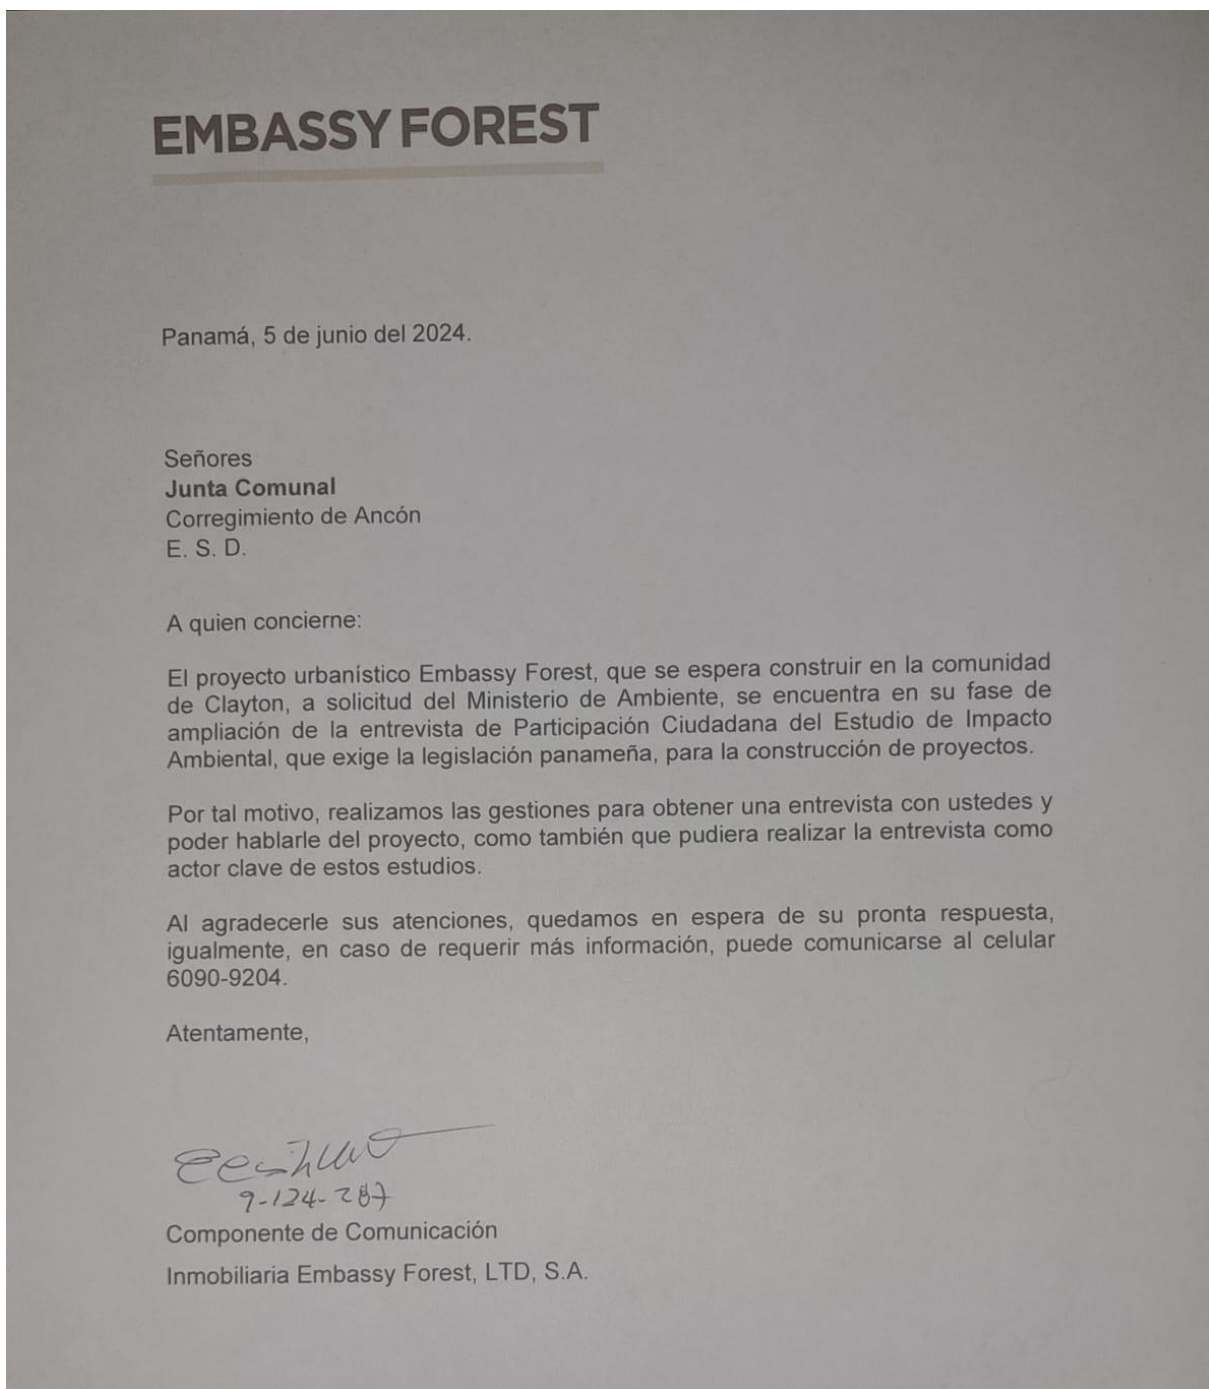 EMBASSY FOREST
Panamá, 5 de junio del 2024.
Señores
Junta Comunal
Corregimiento de Ancón
E. S. D.
A quien concierne:
El proyecto urbanístico Embassy Forest, que se espera construir en la comunidad
de Clayton, a solicitud del Ministerio de Ambiente, se encuentra en su fase de
ampliación de la entrevista de Participación Ciudadana del Estudio de Impacto
Ambiental, que exige la legislación panameña, para la construcción de proyectos.
Por tal motivo, realizamos las gestiones para obtener una entrevista con ustedes y
poder hablarle del proyecto, como también que pudiera realizar la entrevista como
actor clave de estos estudios.
Al agradecerle sus atenciones, quedamos en espera de su pronta respuesta,
igualmente, en caso de requerir más información, puede comunicarse al celular
6090-9204.
Atentamente,
9-124-287
Componente de Comunicación
Inmobiliaria Embassy Forest, LTD, S.A.